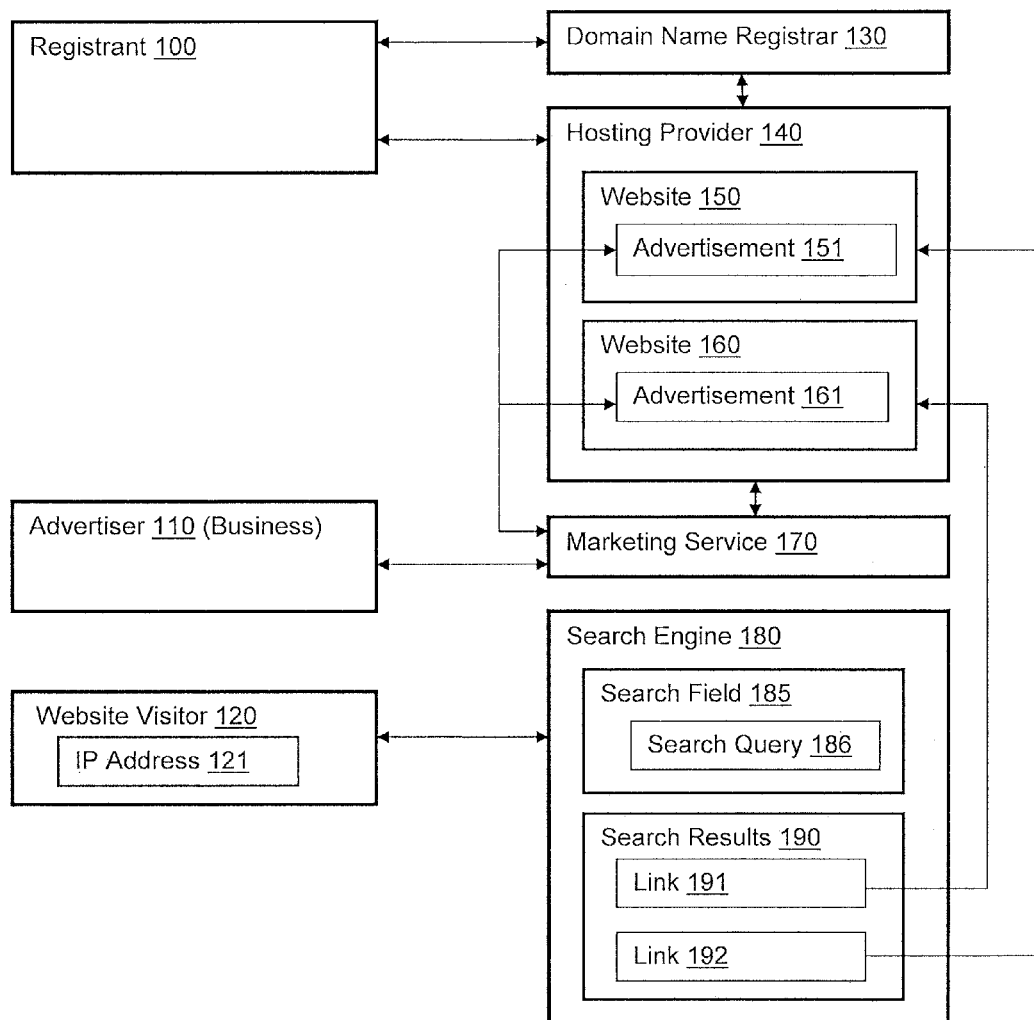 Registrant 100
Domain Name Registrar 130
Hosting Provider 140
Website 150
Advertisement 151
Website 160
Advertisement 161
Advertiser 110 (Business)
Marketing Service 170
Search Engine 180
Search Field 185
Search Query 186
Website Visitor 120
IP Address 121
Search Results 190
Link 191
Link 192